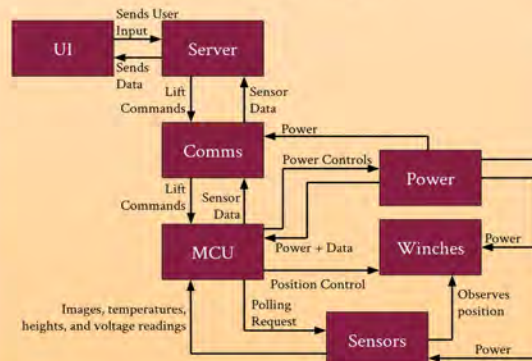 Sends User
Input
UI
Server
Sends
Data
Lift
Commands
Sensor
Data
Comms
Power
Power Controls
Lift
Commands
Sensor
Data
Power
MCU
Power + Data
Winches
Power
Position Control
Images, temperatures,
heights, and voltage readings
Polling
Request
Observes
position
Sensors
Power